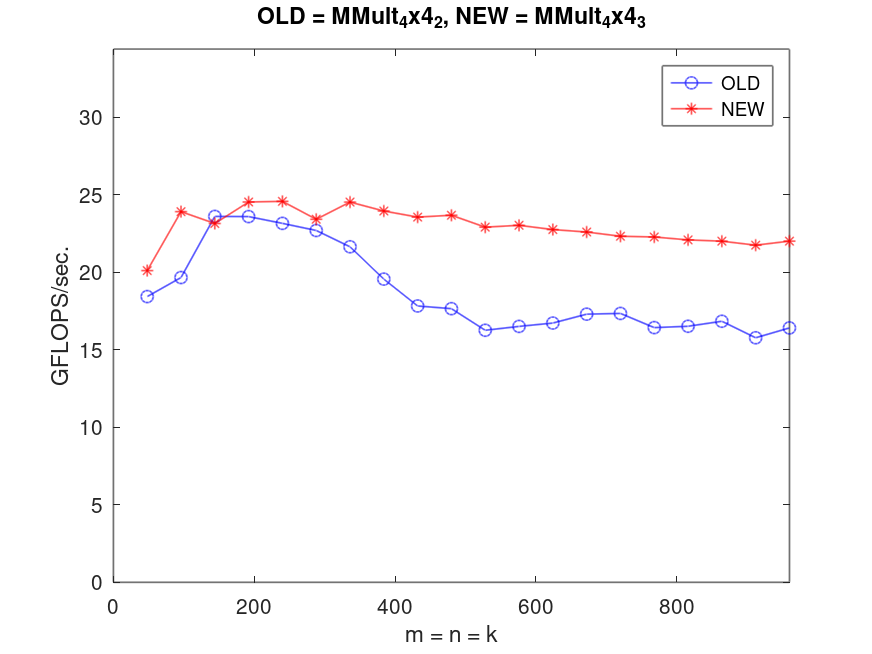 OLD = MMult₄x4₂, NEW = MMult₄x4₃
OLD
NEW
30
25
20
15
10
5
0
GFLOPS/sec.
0 200 400 600 800
m = n = k